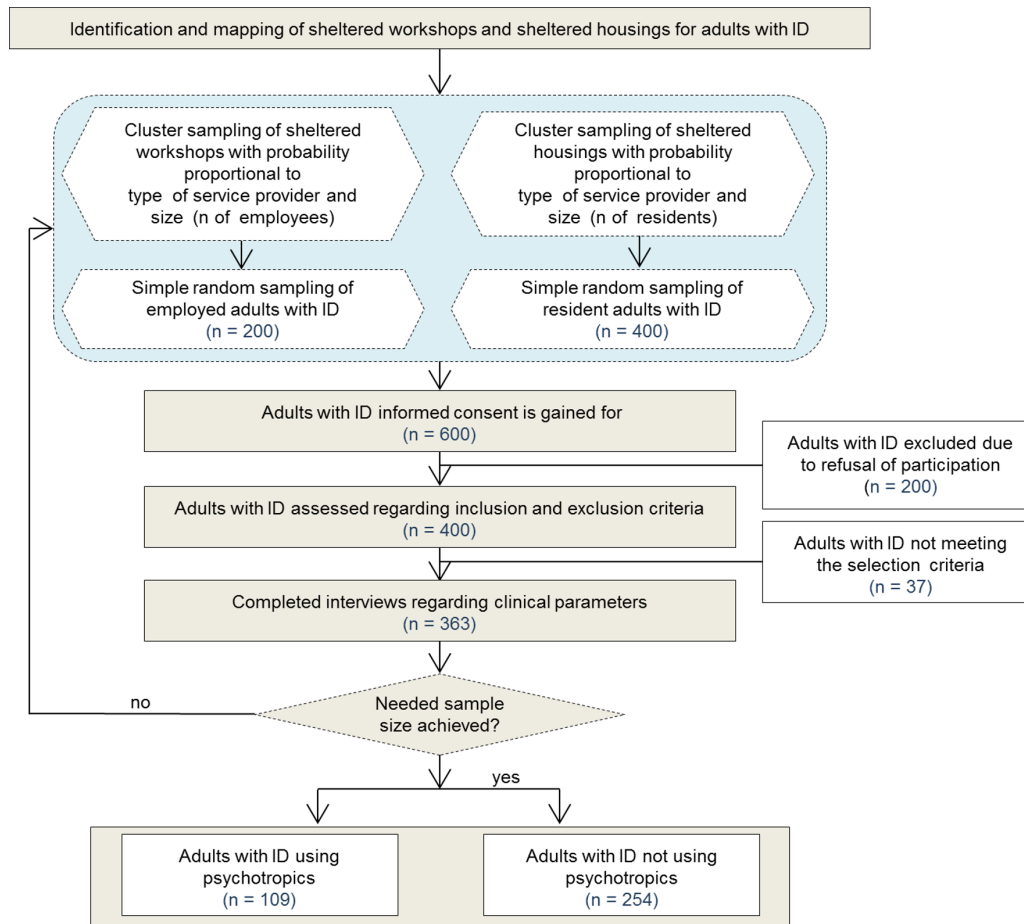 Identification and mapping of sheltered workshops and sheltered housings for adults with ID
Cluster sampling of sheltered
workshops with probability
proportional to
type of service provider and
size (n of employees)
Cluster sampling of sheltered
housings with probability
proportional to
type of service provider and
size (n of residents)
Simple random sampling of
employed adults with ID
(n = 200)
Simple random sampling of
resident adults with ID
(n = 400)
Adults with ID informed consent is gained for
(n = 600)
Adults with ID excluded due
to refusal of participation
(n = 200)
Adults with ID assessed regarding inclusion and exclusion criteria
(n = 400)
Adults with ID not meeting
the selection criteria
(n = 37)
Completed interviews regarding clinical parameters
(n = 363)
Needed sample
size achieved?
no
yes
Adults with ID using
psychotropics
(n = 109)
Adults with ID not using
psychotropics
(n = 254)